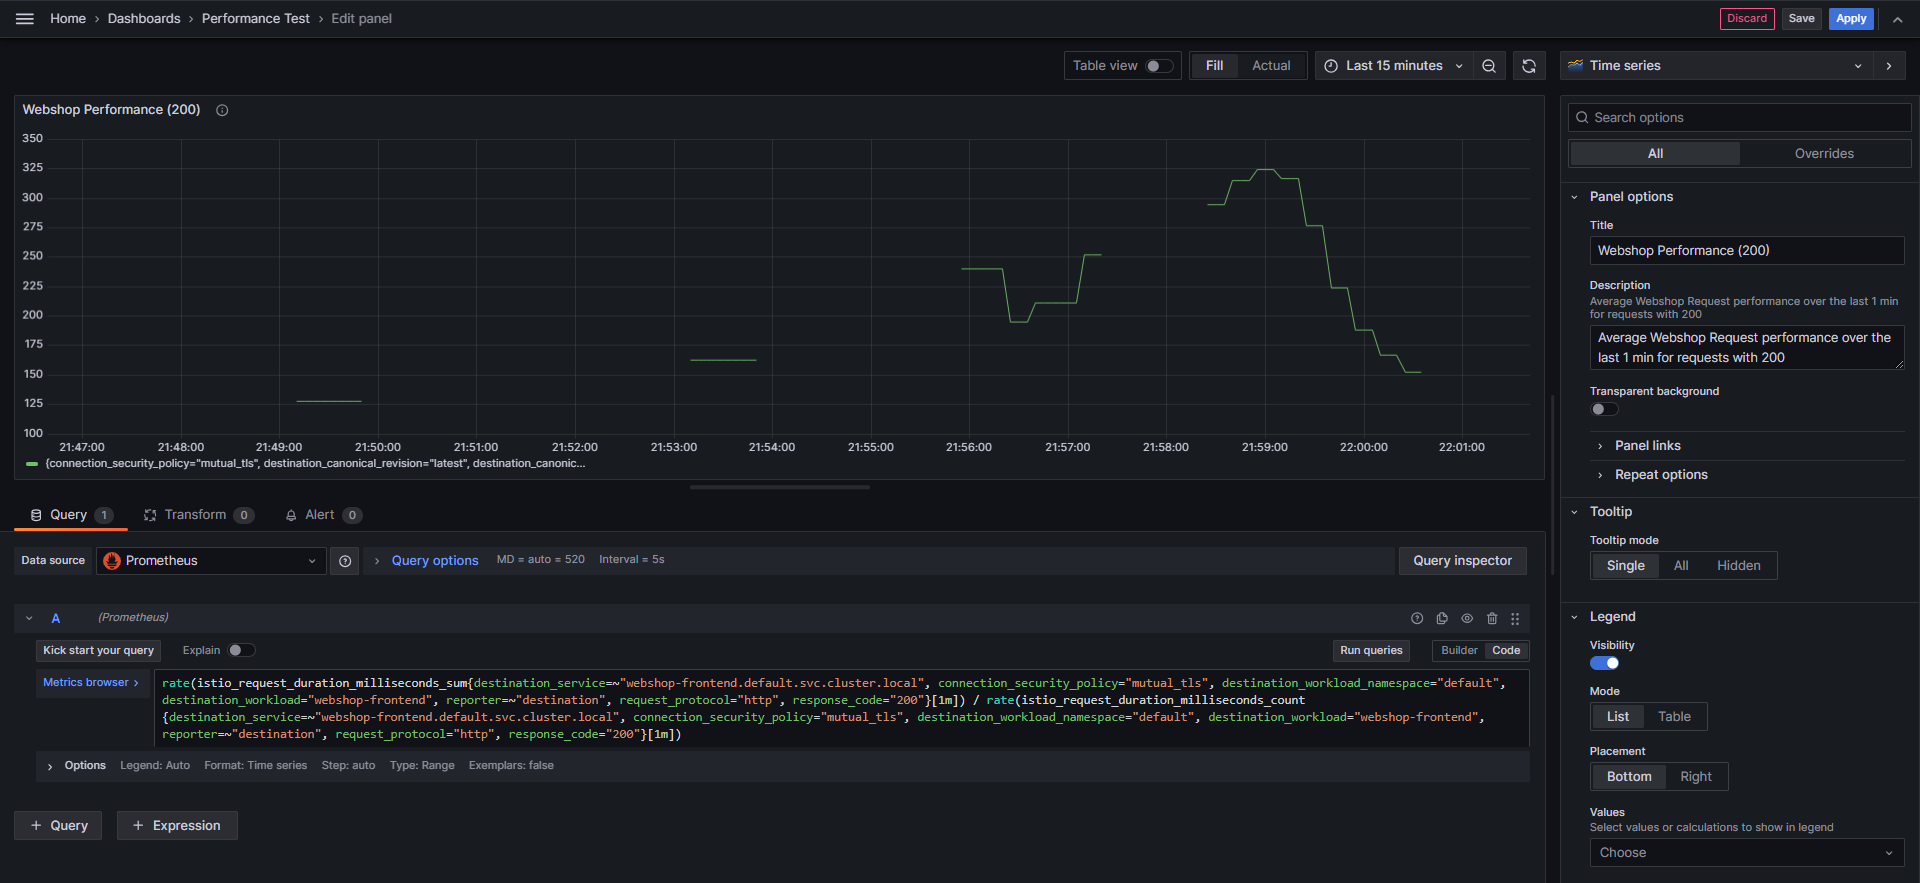 Home › Dashboards › Performance Test › Edit panel
Discard Save Apply
Table view Fill Actual Last 15 minutes
Time series
Webshop Performance (200)
350
325
300
275
250
225
200
175
150
125
100
21:47:00 21:48:00 21:49:00 21:50:00 21:51:00 21:52:00 21:53:00 21:54:00 21:55:00 21:56:00 21:57:00 21:58:00 21:59:00 22:00:00 22:01:00
{connection_security_policy="mutual_tls", destination_canonical_revision="latest", destination_canonic...
Query 1 Transform 0 Alert 0
Data source Prometheus Query options MD = auto = 520 Interval = 5s Query inspector
A (Prometheus)
Kick start your query Explain Run queries Builder Code
Metrics browser ›
rate(istio_request_duration_milliseconds_sum{destination_service=~"webshop-frontend.default.svc.cluster.local", connection_security_policy="mutual_tls", destination_workload_namespace="default",
destination_workload="webshop-frontend", reporter=~"destination", request_protocol="http", response_code="200"}[1m]) / rate(istio_request_duration_milliseconds_count
{destination_service=~"webshop-frontend.default.svc.cluster.local", connection_security_policy="mutual_tls", destination_workload_namespace="default", destination_workload="webshop-frontend",
reporter=~"destination", request_protocol="http", response_code="200"}[1m])
Options Legend: Auto Format: Time series Step: auto Type: Range Exemplars: false
+ Query + Expression
Search options
All Overrides
Panel options
Title
Webshop Performance (200)
Description
Average Webshop Request performance over the last 1 min
for requests with 200
Average Webshop Request performance over the
last 1 min for requests with 200
Transparent background
Panel links
Repeat options
Tooltip
Tooltip mode
Single All Hidden
Legend
Visibility
Mode
List Table
Placement
Bottom Right
Values
Select values or calculations to show in legend
Choose